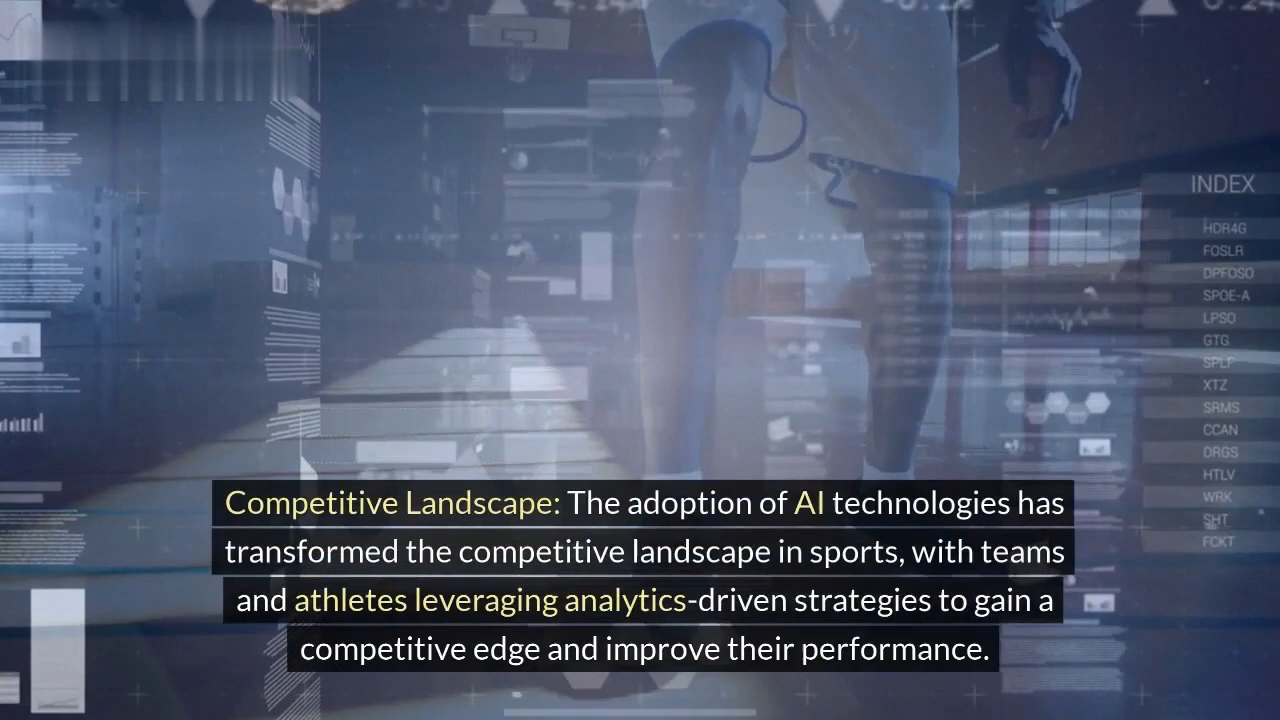 INDEX
HDR4G
FOSLR
DPFOSO
SPOE-A
LPSO
GTG
SPLF
XTZ
SRMS
CCAN
DRGS
HTLV
WRK
SHT
FCKT
Competitive Landscape: The adoption of AI technologies has
transformed the competitive landscape in sports, with teams
and athletes leveraging analytics-driven strategies to gain a
competitive edge and improve their performance.